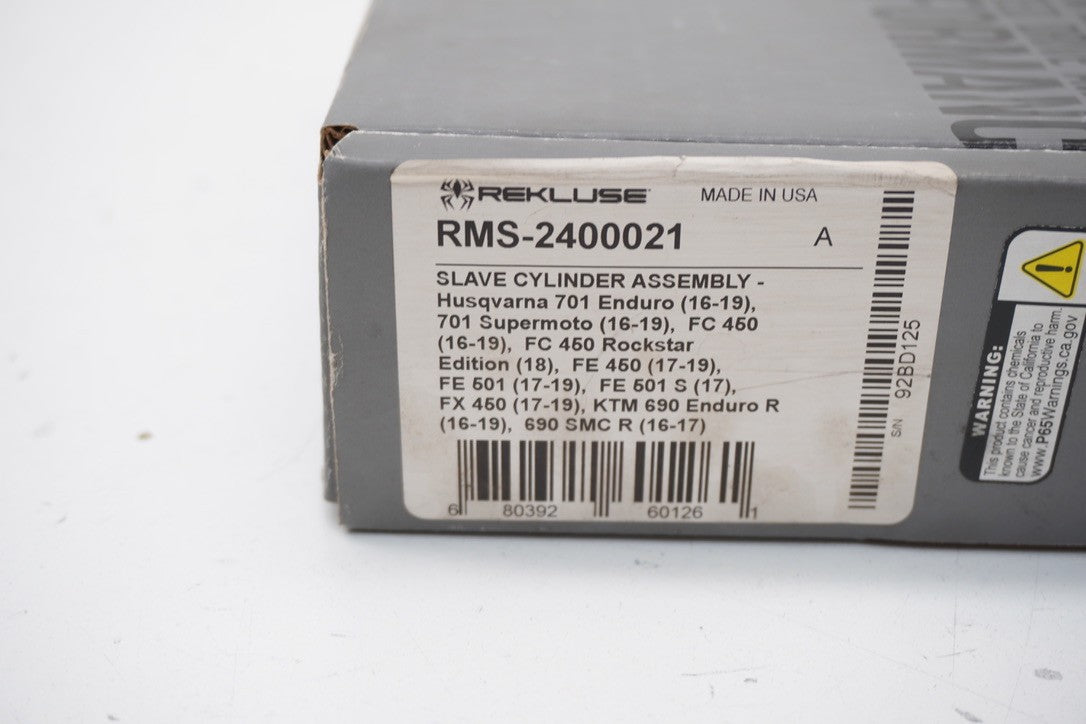 REKLUSE
MADE IN USA
RMS-2400021
A
SLAVE CYLINDER ASSEMBLY -
Husqvarna 701 Enduro (16-19),
701 Supermoto (16-19), FC 450
(16-19), FC 450 Rockstar
Edition (18), FE 450 (17-19),
FE 501 (17-19), FE 501 S (17),
FX 450 (17-19), KTM 690 Enduro R
(16-19), 690 SMC R (16-17)
6 80392 60126 1
S/N 92BD125
WARNING:
This product contains chemicals
known to the State of California to
cause cancer and reproductive harm.
www.P65Warnings.ca.gov